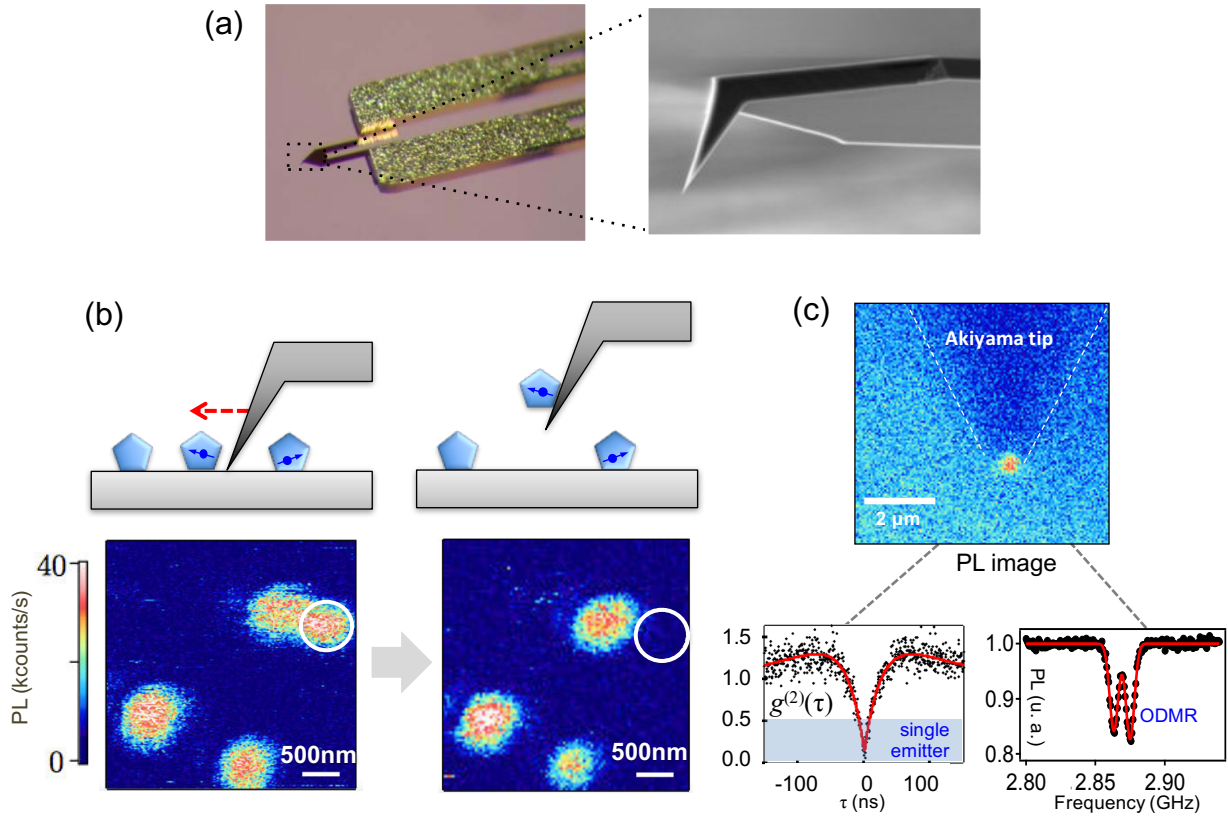 (a)
(b)
(c)
Akiyama tip
2 μm
PL image
PL (kcounts/s)
40
0
500nm
500nm
1.5
1.0
0.5
0.0
g(2)(τ)
single
emitter
-100
0
100
τ (ns)
PL (u. a.)
1.0
0.9
0.8
ODMR
2.80
2.85
2.90
Frequency (GHz)